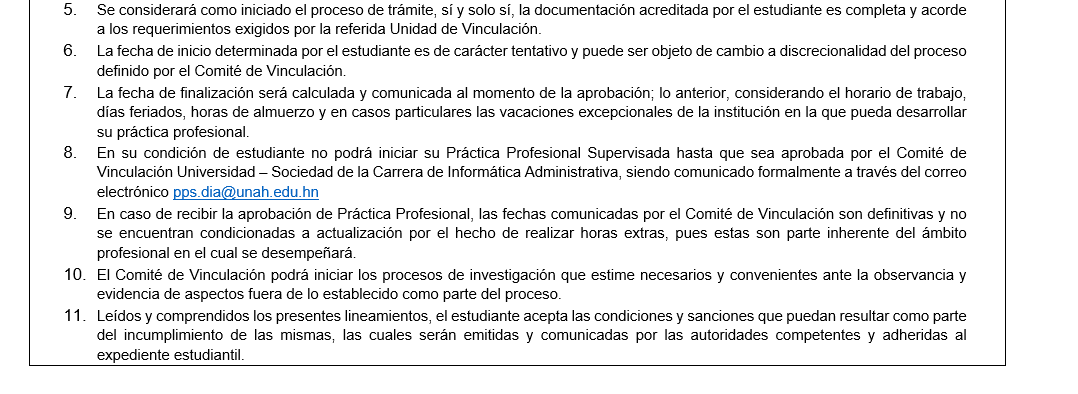 5. Se considerará como iniciado el proceso de trámite, sí y solo sí, la documentación acreditada por el estudiante es completa y acorde
a los requerimientos exigidos por la referida Unidad de Vinculación.
6. La fecha de inicio determinada por el estudiante es de carácter tentativo y puede ser objeto de cambio a discrecionalidad del proceso
definido por el Comité de Vinculación.
7. La fecha de finalización será calculada y comunicada al momento de la aprobación; lo anterior, considerando el horario de trabajo,
días feriados, horas de almuerzo y en casos particulares las vacaciones excepcionales de la institución en la que pueda desarrollar
su práctica profesional.
8. En su condición de estudiante no podrá iniciar su Práctica Profesional Supervisada hasta que sea aprobada por el Comité de
Vinculación Universidad – Sociedad de la Carrera de Informática Administrativa, siendo comunicado formalmente a través del correo
electrónico pps.dia@unah.edu.hn
9. En caso de recibir la aprobación de Práctica Profesional, las fechas comunicadas por el Comité de Vinculación son definitivas y no
se encuentran condicionadas a actualización por el hecho de realizar horas extras, pues estas son parte inherente del ámbito
profesional en el cual se desempeñará.
10. El Comité de Vinculación podrá iniciar los procesos de investigación que estime necesarios y convenientes ante la observancia y
evidencia de aspectos fuera de lo establecido como parte del proceso.
11. Leídos y comprendidos los presentes lineamientos, el estudiante acepta las condiciones y sanciones que puedan resultar como parte
del incumplimiento de las mismas, las cuales serán emitidas y comunicadas por las autoridades competentes y adheridas al
expediente estudiantil.